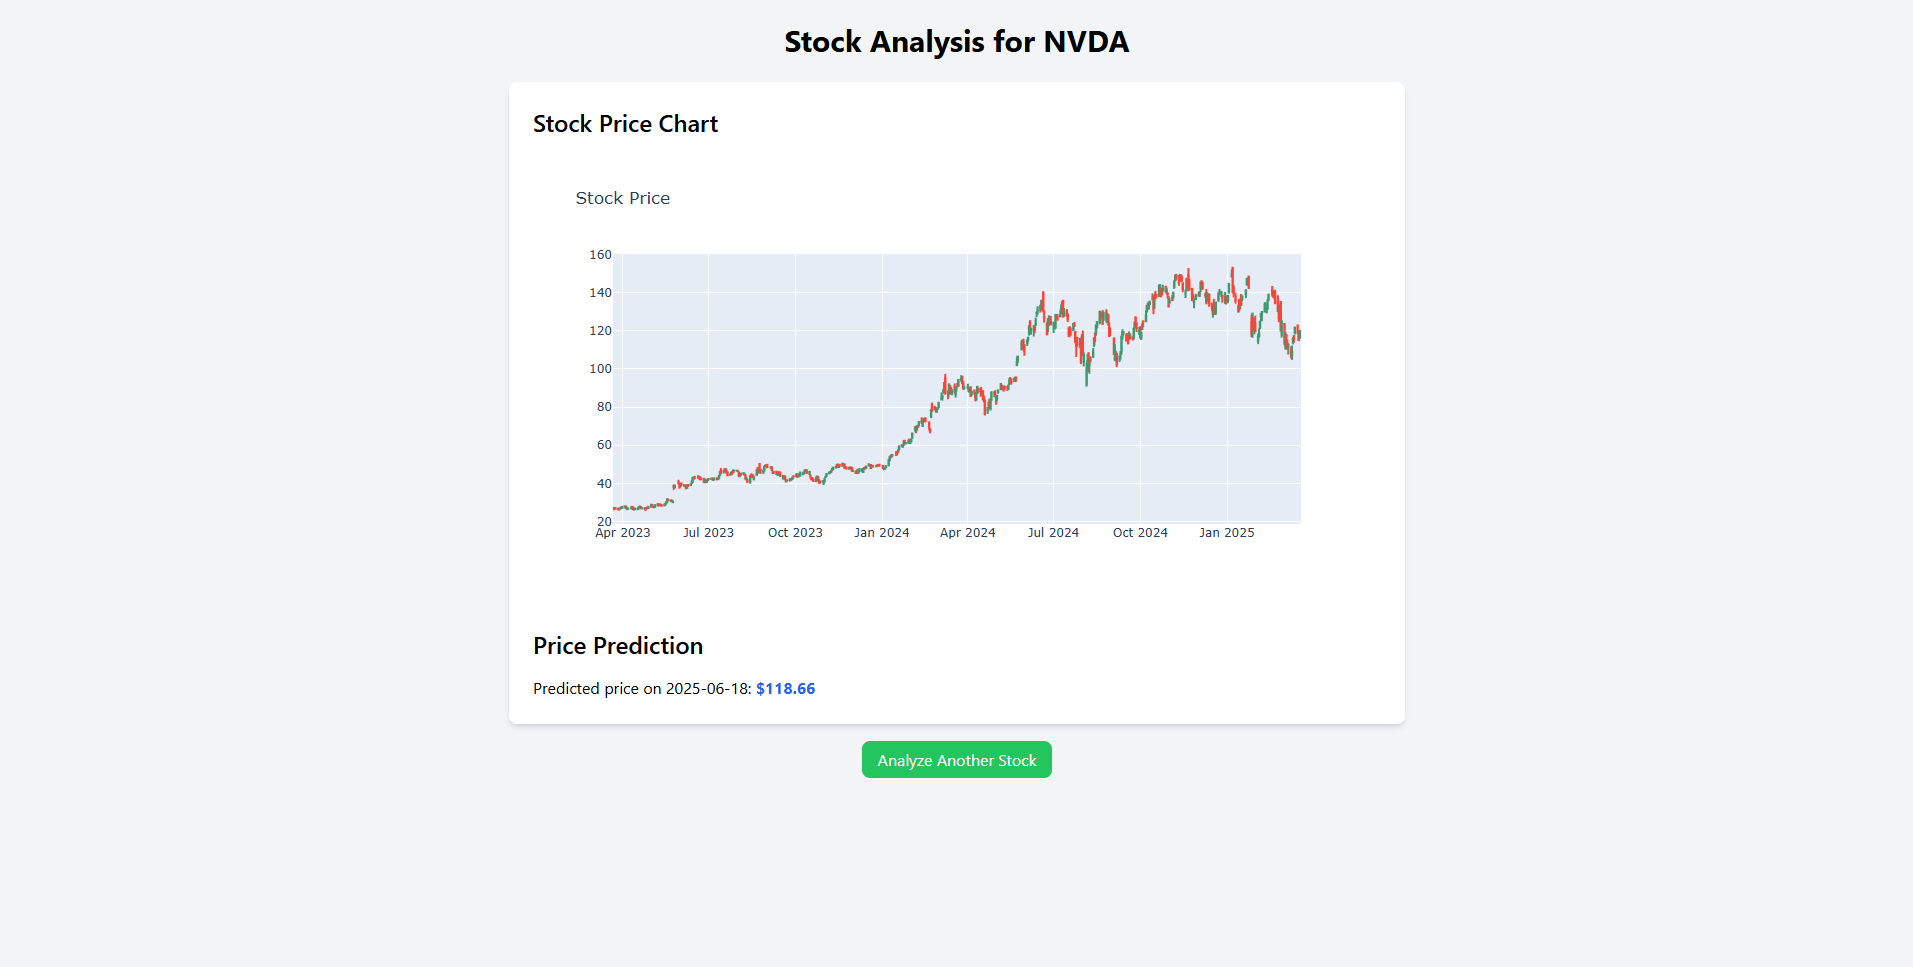 Stock Analysis for NVDA
Stock Price Chart
Stock Price
160
140
120
100
80
60
40
20
Apr 2023 Jul 2023 Oct 2023 Jan 2024 Apr 2024 Jul 2024 Oct 2024 Jan 2025
Price Prediction
Predicted price on 2025-06-18: $118.66
Analyze Another Stock